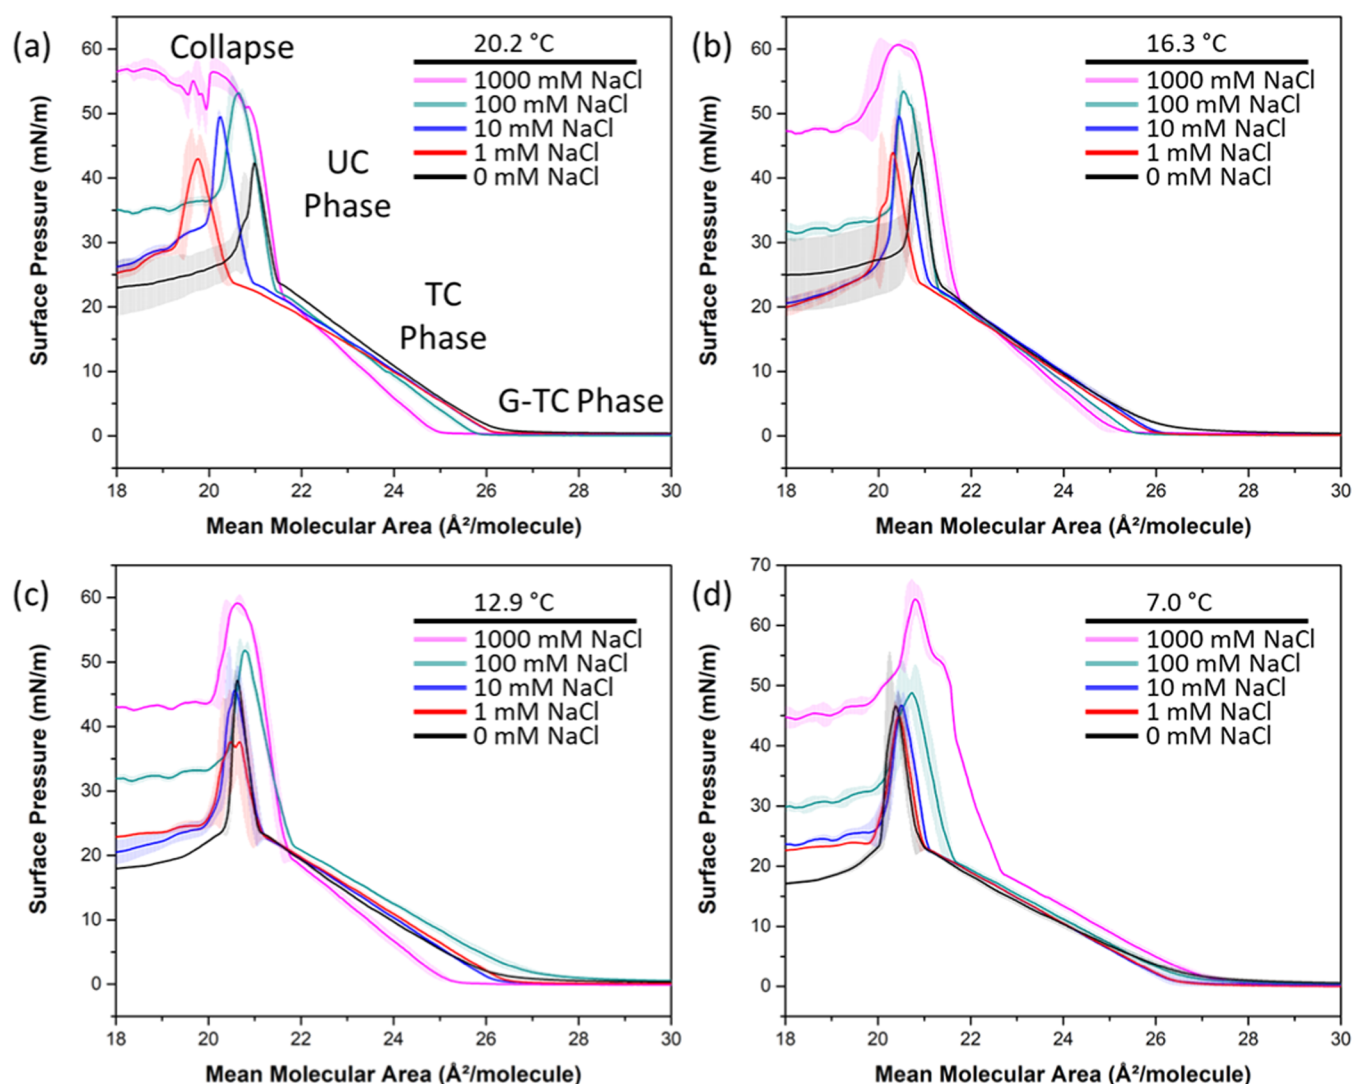 (a)
Collapse
20.2 °C
1000 mM NaCl
100 mM NaCl
10 mM NaCl
1 mM NaCl
0 mM NaCl
UC
Phase
TC
Phase
G-TC Phase
60
50
40
30
20
10
0
Surface Pressure (mN/m)
18 20 22 24 26 28 30
Mean Molecular Area (Å²/molecule)
(b)
16.3 °C
1000 mM NaCl
100 mM NaCl
10 mM NaCl
1 mM NaCl
0 mM NaCl
60
50
40
30
20
10
0
Surface Pressure (mN/m)
18 20 22 24 26 28 30
Mean Molecular Area (Å²/molecule)
(c)
12.9 °C
1000 mM NaCl
100 mM NaCl
10 mM NaCl
1 mM NaCl
0 mM NaCl
60
50
40
30
20
10
0
Surface Pressure (mN/m)
18 20 22 24 26 28 30
Mean Molecular Area (Å²/molecule)
(d)
7.0 °C
1000 mM NaCl
100 mM NaCl
10 mM NaCl
1 mM NaCl
0 mM NaCl
70
60
50
40
30
20
10
0
Surface Pressure (mN/m)
18 20 22 24 26 28 30
Mean Molecular Area (Å²/molecule)